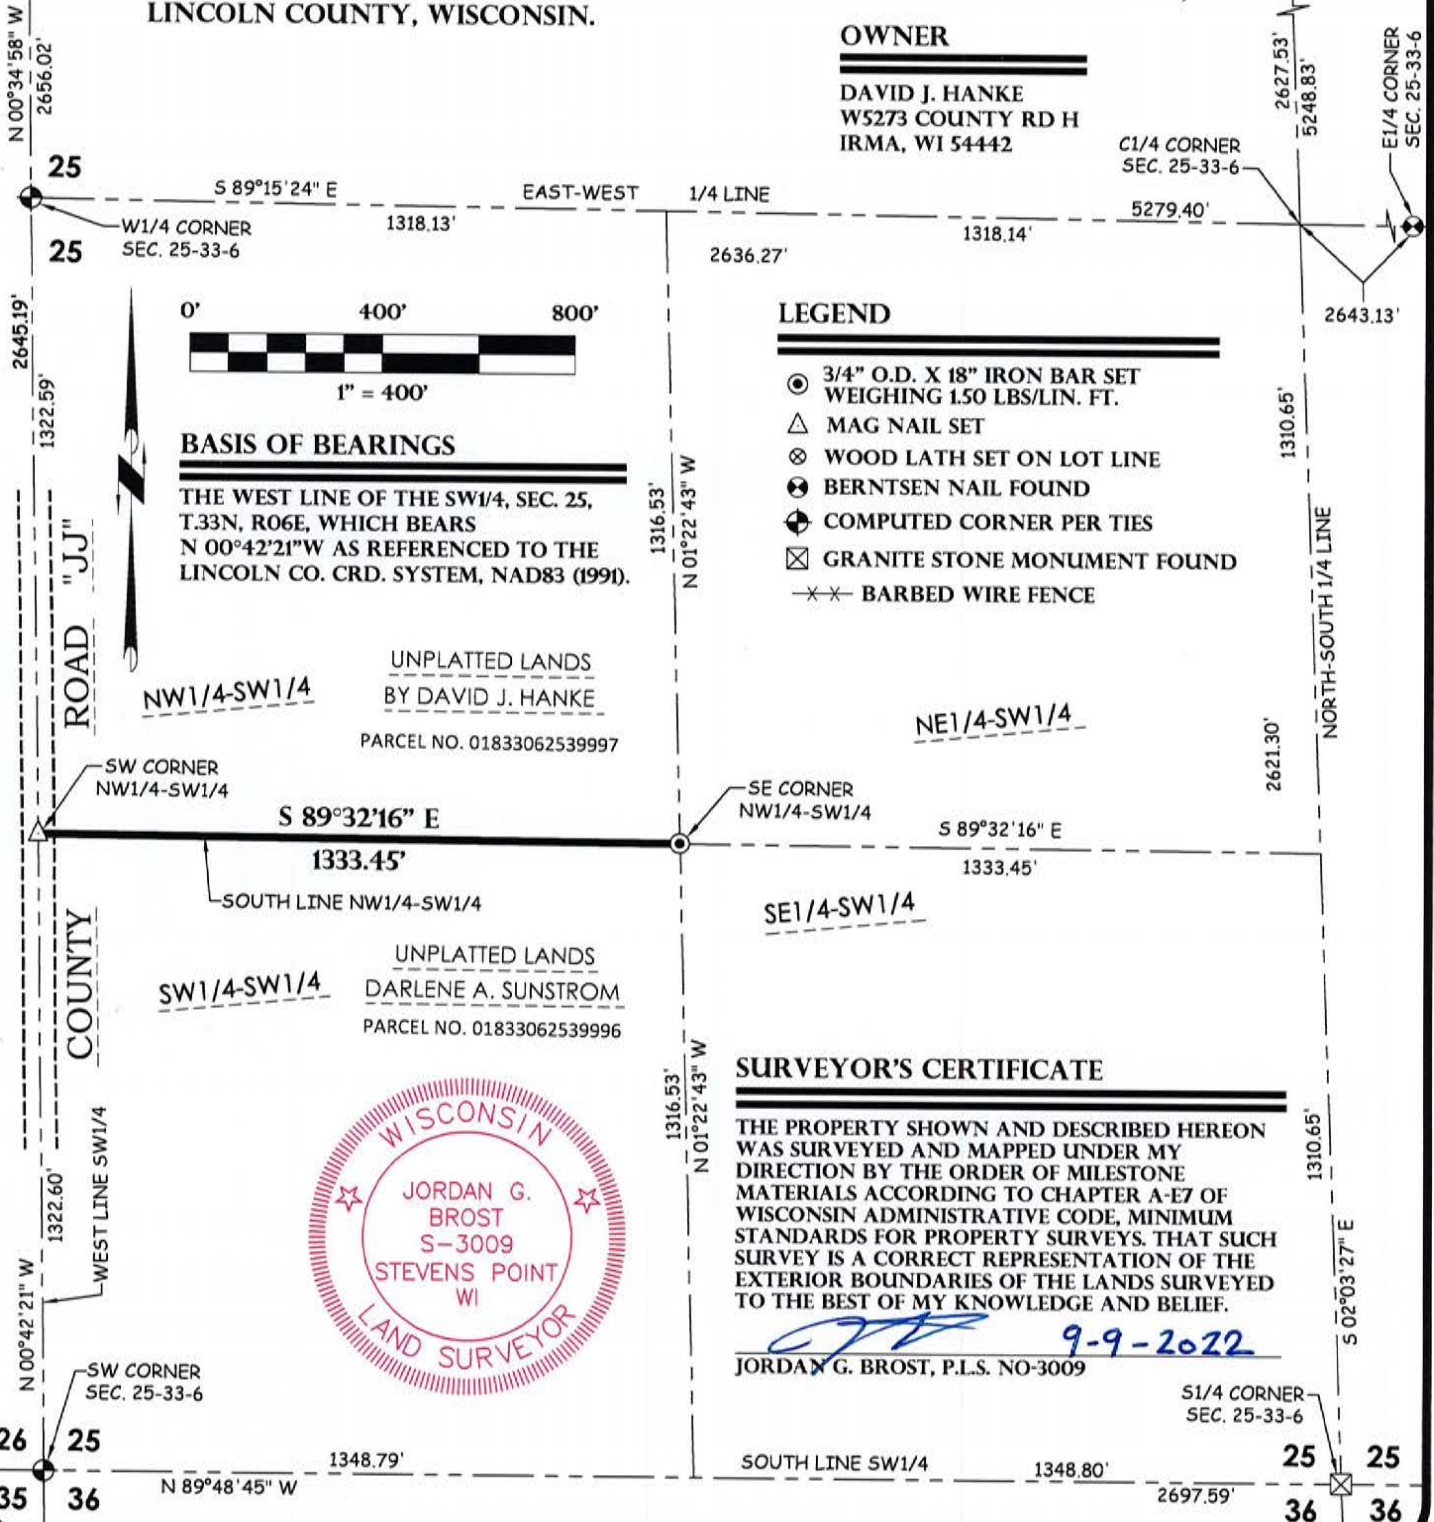 LINCOLN COUNTY, WISCONSIN.
OWNER
DAVID J. HANKE
W5273 COUNTY RD H
IRMA, WI 54442
N 00°34'58" W
2656.02'
2627.53'
5248.83'
E1/4 CORNER
SEC. 25-33-6
C1/4 CORNER
SEC. 25-33-6
25
S 89°15'24" E
EAST-WEST 1/4 LINE
5279.40'
W1/4 CORNER
SEC. 25-33-6
1318.13'
1318.14'
25
2636.27'
2643.13'
0' 400' 800'
1" = 400'
LEGEND
3/4" O.D. X 18" IRON BAR SET
WEIGHING 1.50 LBS/LIN. FT.
MAG NAIL SET
WOOD LATH SET ON LOT LINE
BERNTSEN NAIL FOUND
COMPUTED CORNER PER TIES
GRANITE STONE MONUMENT FOUND
BARBED WIRE FENCE
2645.19'
1322.59'
BASIS OF BEARINGS
THE WEST LINE OF THE SW1/4, SEC. 25,
T.33N, R06E, WHICH BEARS
N 00°42'21"W AS REFERENCED TO THE
LINCOLN CO. CRD. SYSTEM, NAD83 (1991).
1316.53'
N 01°22'43" W
1310.65'
NORTH-SOUTH 1/4 LINE
2621.30'
COUNTY ROAD "JJ"
NW1/4-SW1/4
UNPLATTED LANDS
BY DAVID J. HANKE
PARCEL NO. 01833062539997
NE1/4-SW1/4
SW CORNER
NW1/4-SW1/4
SE CORNER
NW1/4-SW1/4
S 89°32'16" E
1333.45'
S 89°32'16" E
1333.45'
SOUTH LINE NW1/4-SW1/4
SE1/4-SW1/4
SW1/4-SW1/4
UNPLATTED LANDS
DARLENE A. SUNSTROM
PARCEL NO. 01833062539996
1316.53'
N 01°22'43" W
WISCONSIN
JORDAN G.
BROST
S-3009
STEVENS POINT
WI
LAND SURVEYOR
SURVEYOR'S CERTIFICATE
THE PROPERTY SHOWN AND DESCRIBED HEREON
WAS SURVEYED AND MAPPED UNDER MY
DIRECTION BY THE ORDER OF MILESTONE
MATERIALS ACCORDING TO CHAPTER A-E7 OF
WISCONSIN ADMINISTRATIVE CODE, MINIMUM
STANDARDS FOR PROPERTY SURVEYS. THAT SUCH
SURVEY IS A CORRECT REPRESENTATION OF THE
EXTERIOR BOUNDARIES OF THE LANDS SURVEYED
TO THE BEST OF MY KNOWLEDGE AND BELIEF.
9-9-2022
JORDAN G. BROST, P.L.S. NO-3009
1310.65'
S 02°03'27" E
WEST LINE SW1/4
1322.60'
N 00°42'21" W
SW CORNER
SEC. 25-33-6
S1/4 CORNER
SEC. 25-33-6
26 25
1348.79'
SOUTH LINE SW1/4
1348.80'
25 25
N 89°48'45" W
2697.59'
35 36
36 36